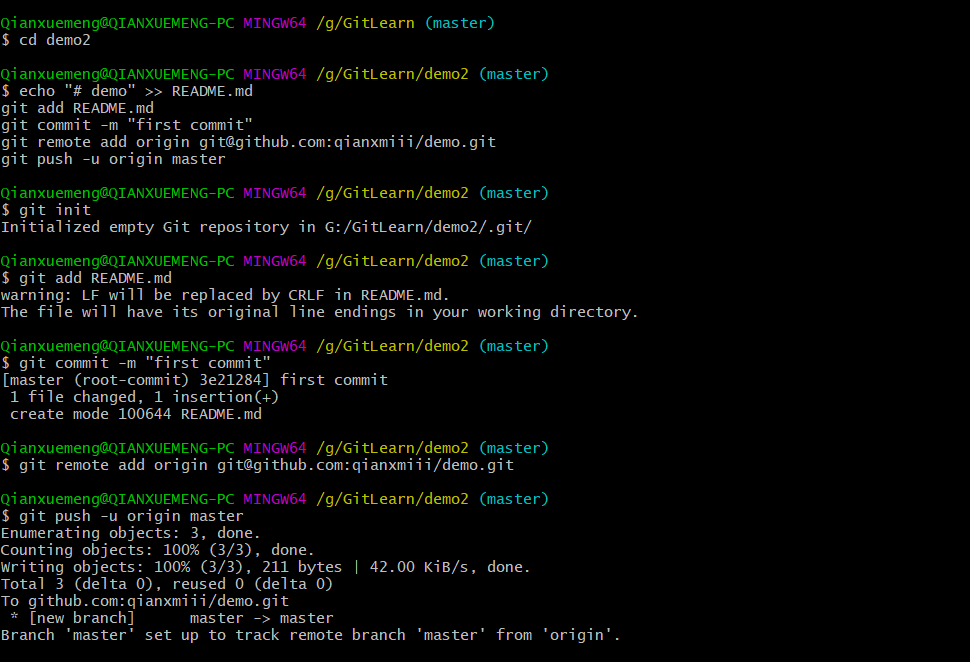 Qianxuemeng@QIANXUEMENG-PC MINGW64 /g/GitLearn (master)
$ cd demo2
Qianxuemeng@QIANXUEMENG-PC MINGW64 /g/GitLearn/demo2 (master)
$ echo "# demo" >> README.md
git add README.md
git commit -m "first commit"
git remote add origin git@github.com:qianxmiii/demo.git
git push -u origin master
Qianxuemeng@QIANXUEMENG-PC MINGW64 /g/GitLearn/demo2 (master)
$ git init
Initialized empty Git repository in G:/GitLearn/demo2/.git/
Qianxuemeng@QIANXUEMENG-PC MINGW64 /g/GitLearn/demo2 (master)
$ git add README.md
warning: LF will be replaced by CRLF in README.md.
The file will have its original line endings in your working directory.
Qianxuemeng@QIANXUEMENG-PC MINGW64 /g/GitLearn/demo2 (master)
$ git commit -m "first commit"
[master (root-commit) 3e21284] first commit
 1 file changed, 1 insertion(+)
 create mode 100644 README.md
Qianxuemeng@QIANXUEMENG-PC MINGW64 /g/GitLearn/demo2 (master)
$ git remote add origin git@github.com:qianxmiii/demo.git
Qianxuemeng@QIANXUEMENG-PC MINGW64 /g/GitLearn/demo2 (master)
$ git push -u origin master
Enumerating objects: 3, done.
Counting objects: 100% (3/3), done.
Writing objects: 100% (3/3), 211 bytes | 42.00 KiB/s, done.
Total 3 (delta 0), reused 0 (delta 0)
To github.com:qianxmiii/demo.git
 * [new branch]      master -> master
Branch 'master' set up to track remote branch 'master' from 'origin'.